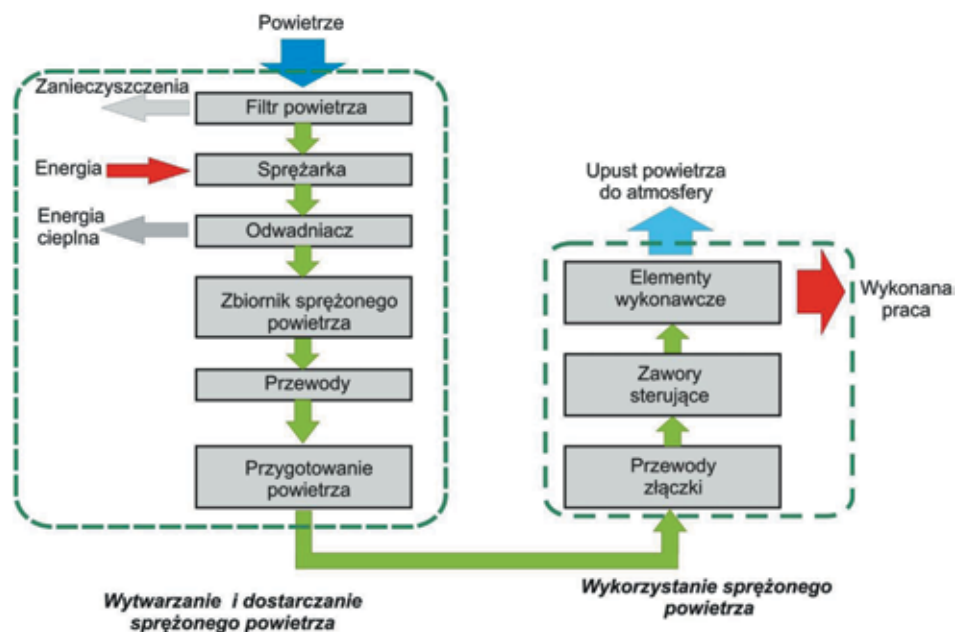 Powietrze
Zanieczyszczenia
Filtr powietrza
Energia
Sprężarka
Energia
cieplna
Odwadniacz
Zbiornik sprężonego
powietrza
Przewody
Przygotowanie
powietrza
Wytwarzanie i dostarczanie
sprężonego powietrza
Upust powietrza
do atmosfery
Elementy
wykonawcze
Wykonana
praca
Zawory
sterujące
Przewody
złączki
Wykorzystanie sprężonego
powietrza